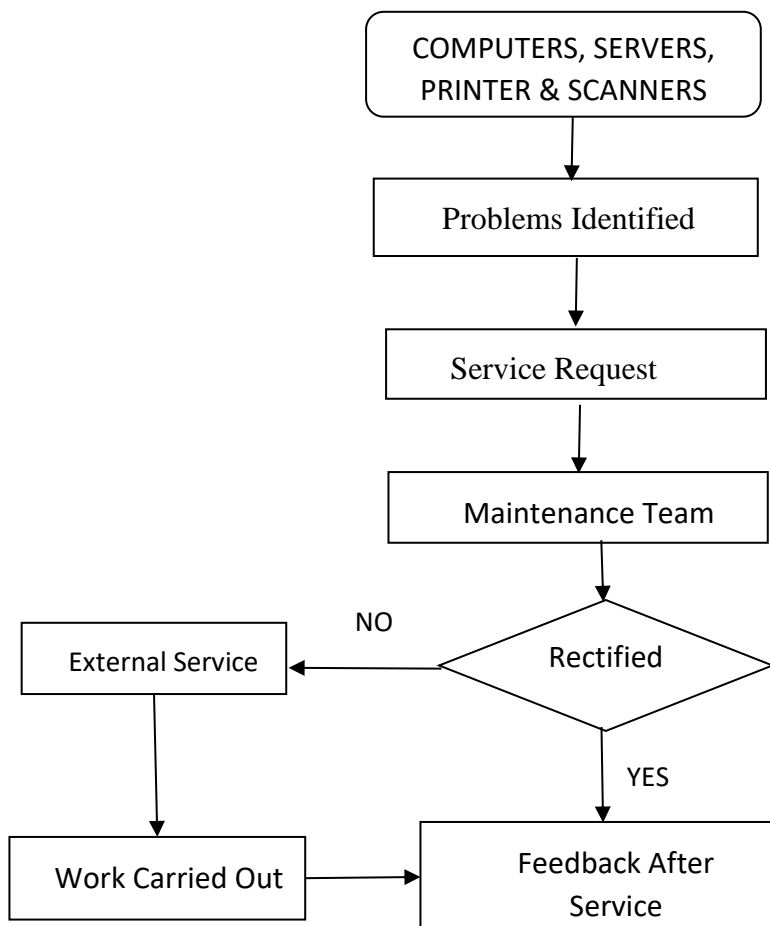 COMPUTERS, SERVERS,
PRINTER & SCANNERS
Problems Identified
Service Request
Maintenance Team
Rectified
NO
External Service
YES
Work Carried Out
Feedback After
Service